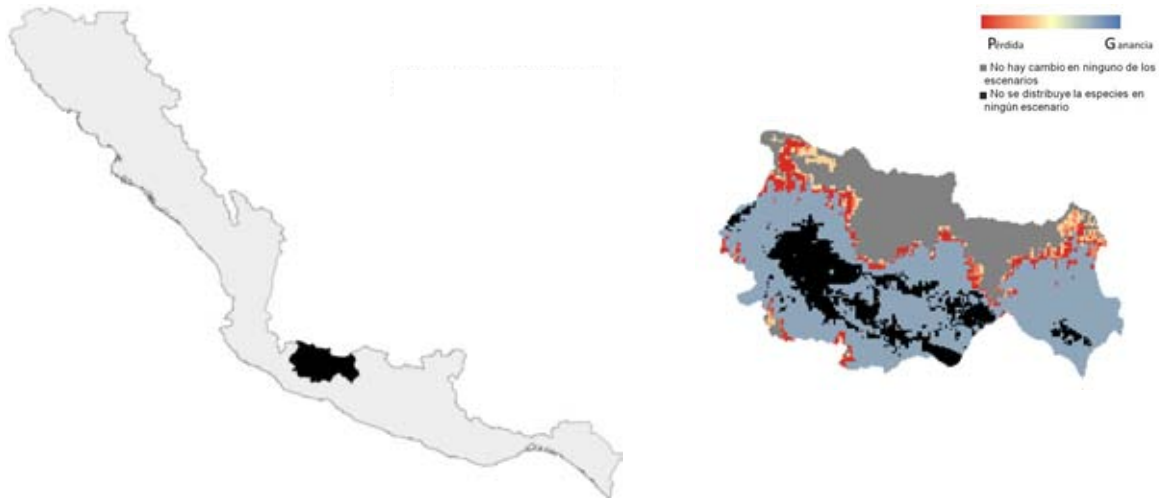 Pérdida Ganancia
No hay cambio en ninguno de los
escenarios
No se distribuye la especies en
ningún escenario